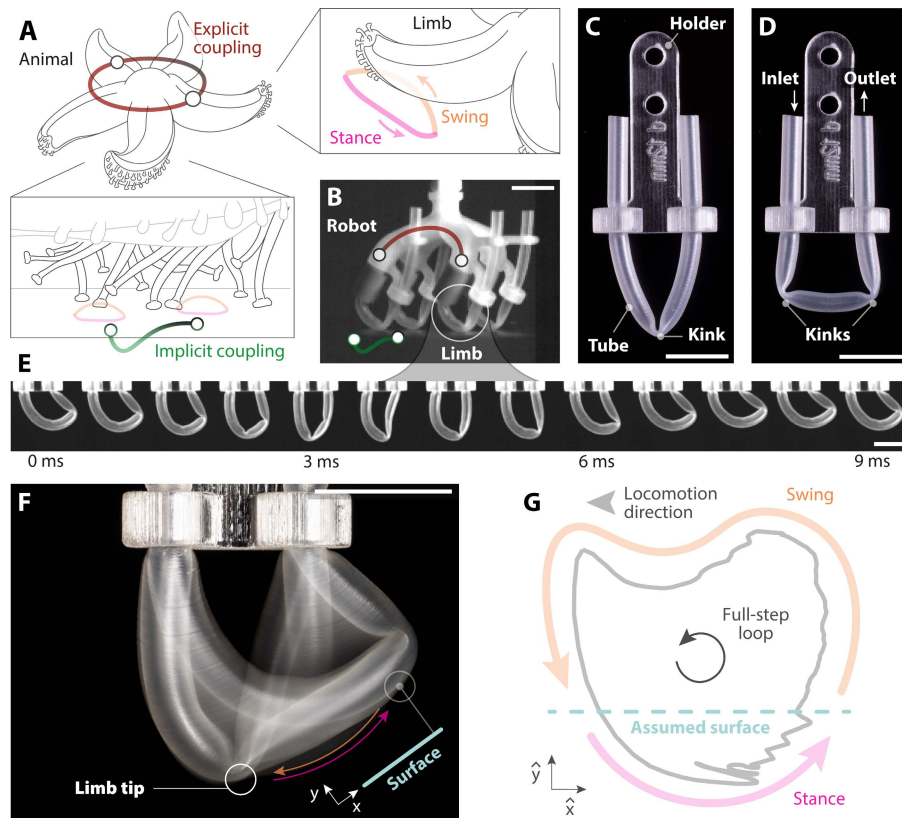 A
Animal
Explicit
coupling
Limb
Swing
Stance
Implicit coupling
B
Robot
Limb
C
Holder
Tube
Kink
D
Inlet
Outlet
Kinks
E
0 ms
3 ms
6 ms
9 ms
F
Limb tip
Surface
y
x
G
Locomotion
direction
Swing
Full-step
loop
Assumed surface
Stance
ŷ
x̂